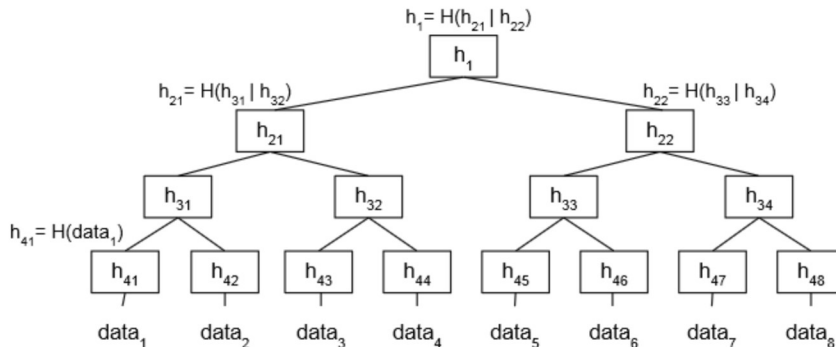 h₁= H(h₂₁ | h₂₂)
h₁
h₂₁= H(h₃₁ | h₃₂)
h₂₂= H(h₃₃ | h₃₄)
h₂₁
h₂₂
h₃₁
h₃₂
h₃₃
h₃₄
h₄₁= H(data₁)
h₄₁
h₄₂
h₄₃
h₄₄
h₄₅
h₄₆
h₄₇
h₄₈
data₁
data₂
data₃
data₄
data₅
data₆
data₇
data₈